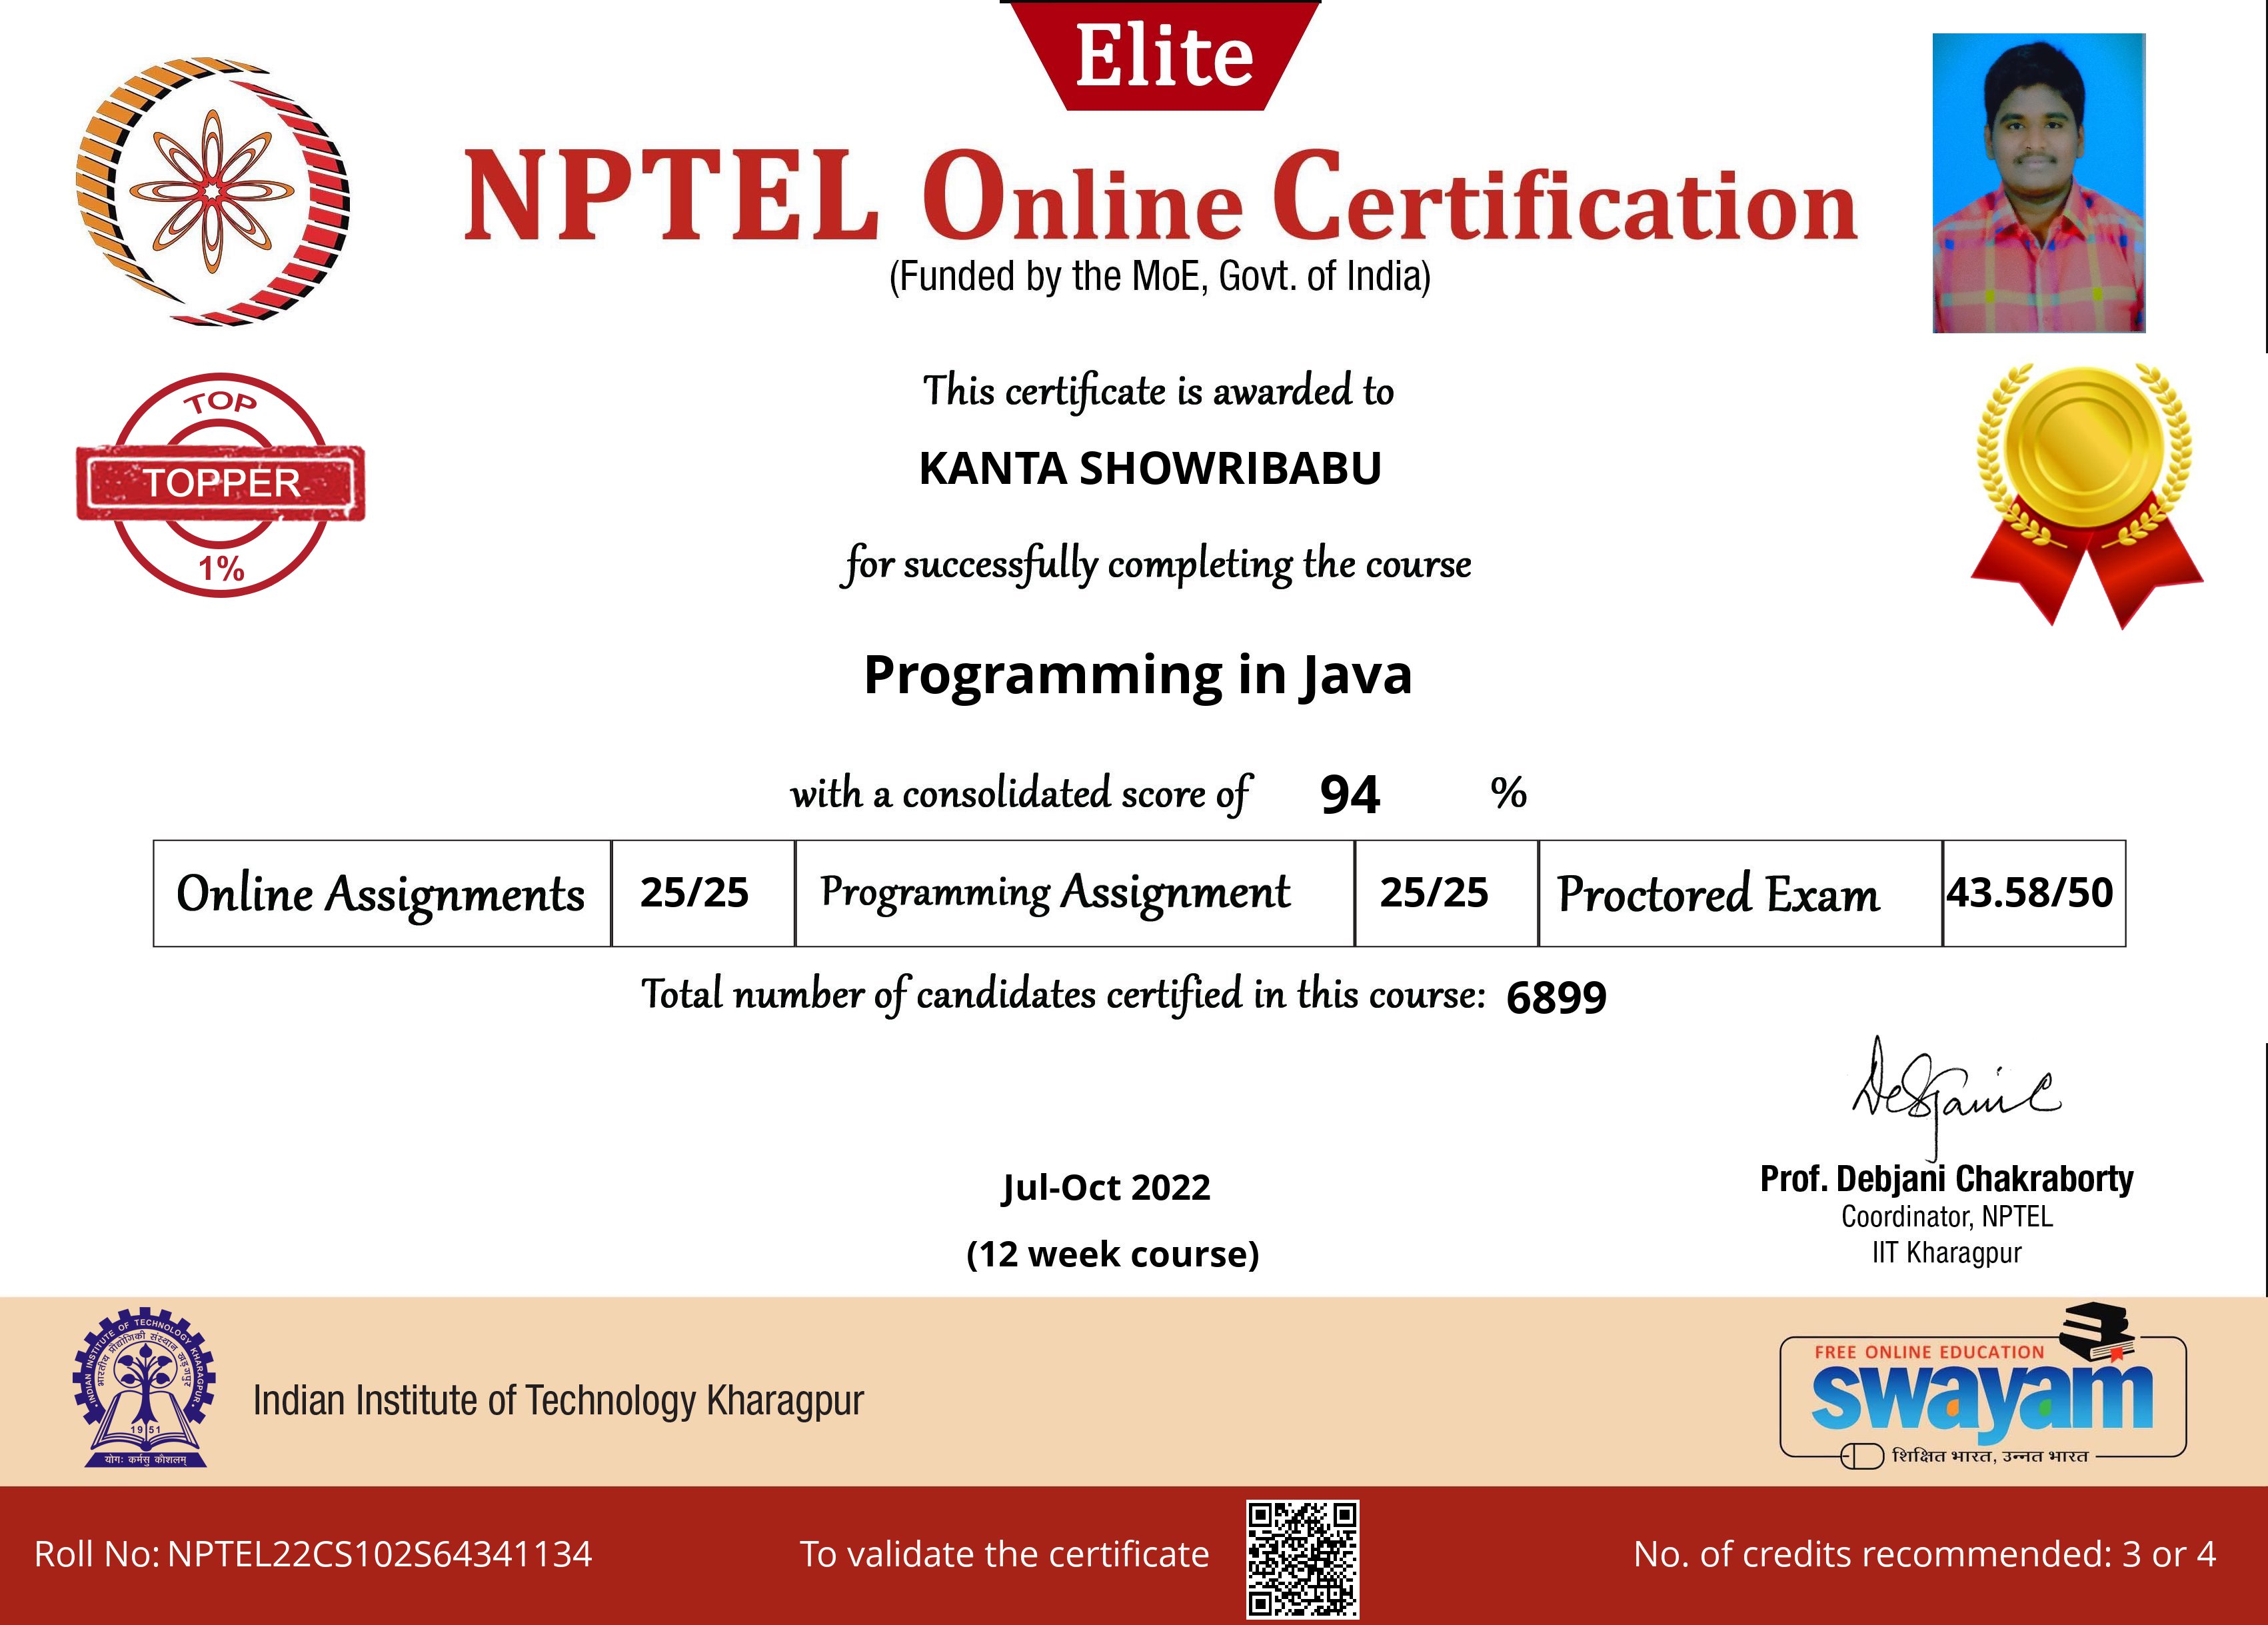 Elite
NPTEL Online Certification
(Funded by the MoE, Govt. of India)
This certificate is awarded to
KANTA SHOWRIBABU
for successfully completing the course
TOP
TOPPER
1%
Programming in Java
with a consolidated score of 94 %
Online Assignments 25/25 Programming Assignment 25/25 Proctored Exam 43.58/50
Total number of candidates certified in this course: 6899
Jul-Oct 2022
(12 week course)
Prof. Debjani Chakraborty
Coordinator, NPTEL
IIT Kharagpur
INDIAN INSTITUTE OF TECHNOLOGY KHARAGPUR
भारतीय प्रौद्योगिकी संस्थान खड़गपुर
1951
योगः कर्मसु कौशलम्
Indian Institute of Technology Kharagpur
FREE ONLINE EDUCATION
swayam
शिक्षित भारत, उन्नत भारत
Roll No: NPTEL22CS102S64341134
To validate the certificate
No. of credits recommended: 3 or 4